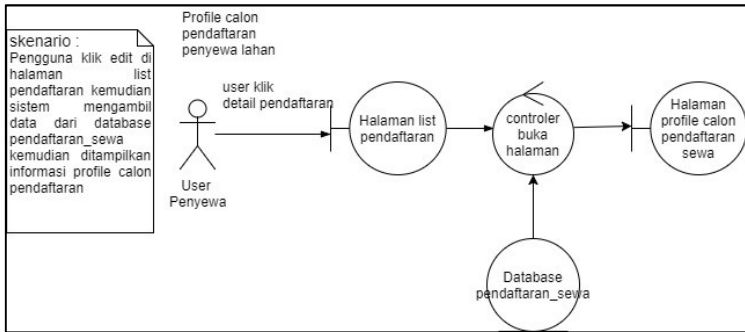 skenario :
Pengguna klik edit di
halaman list
pendaftaran kemudian
sistem mengambil
data dari database
pendaftaran_sewa
kemudian ditampilkan
informasi profile calon
pendaftaran
Profile calon
pendaftaran
penyewa lahan
user klik
detail pendaftaran
User
Penyewa
Halaman list
pendaftaran
controler
buka
halaman
Halaman
profile calon
pendaftaran
sewa
Database
pendaftaran_sewa